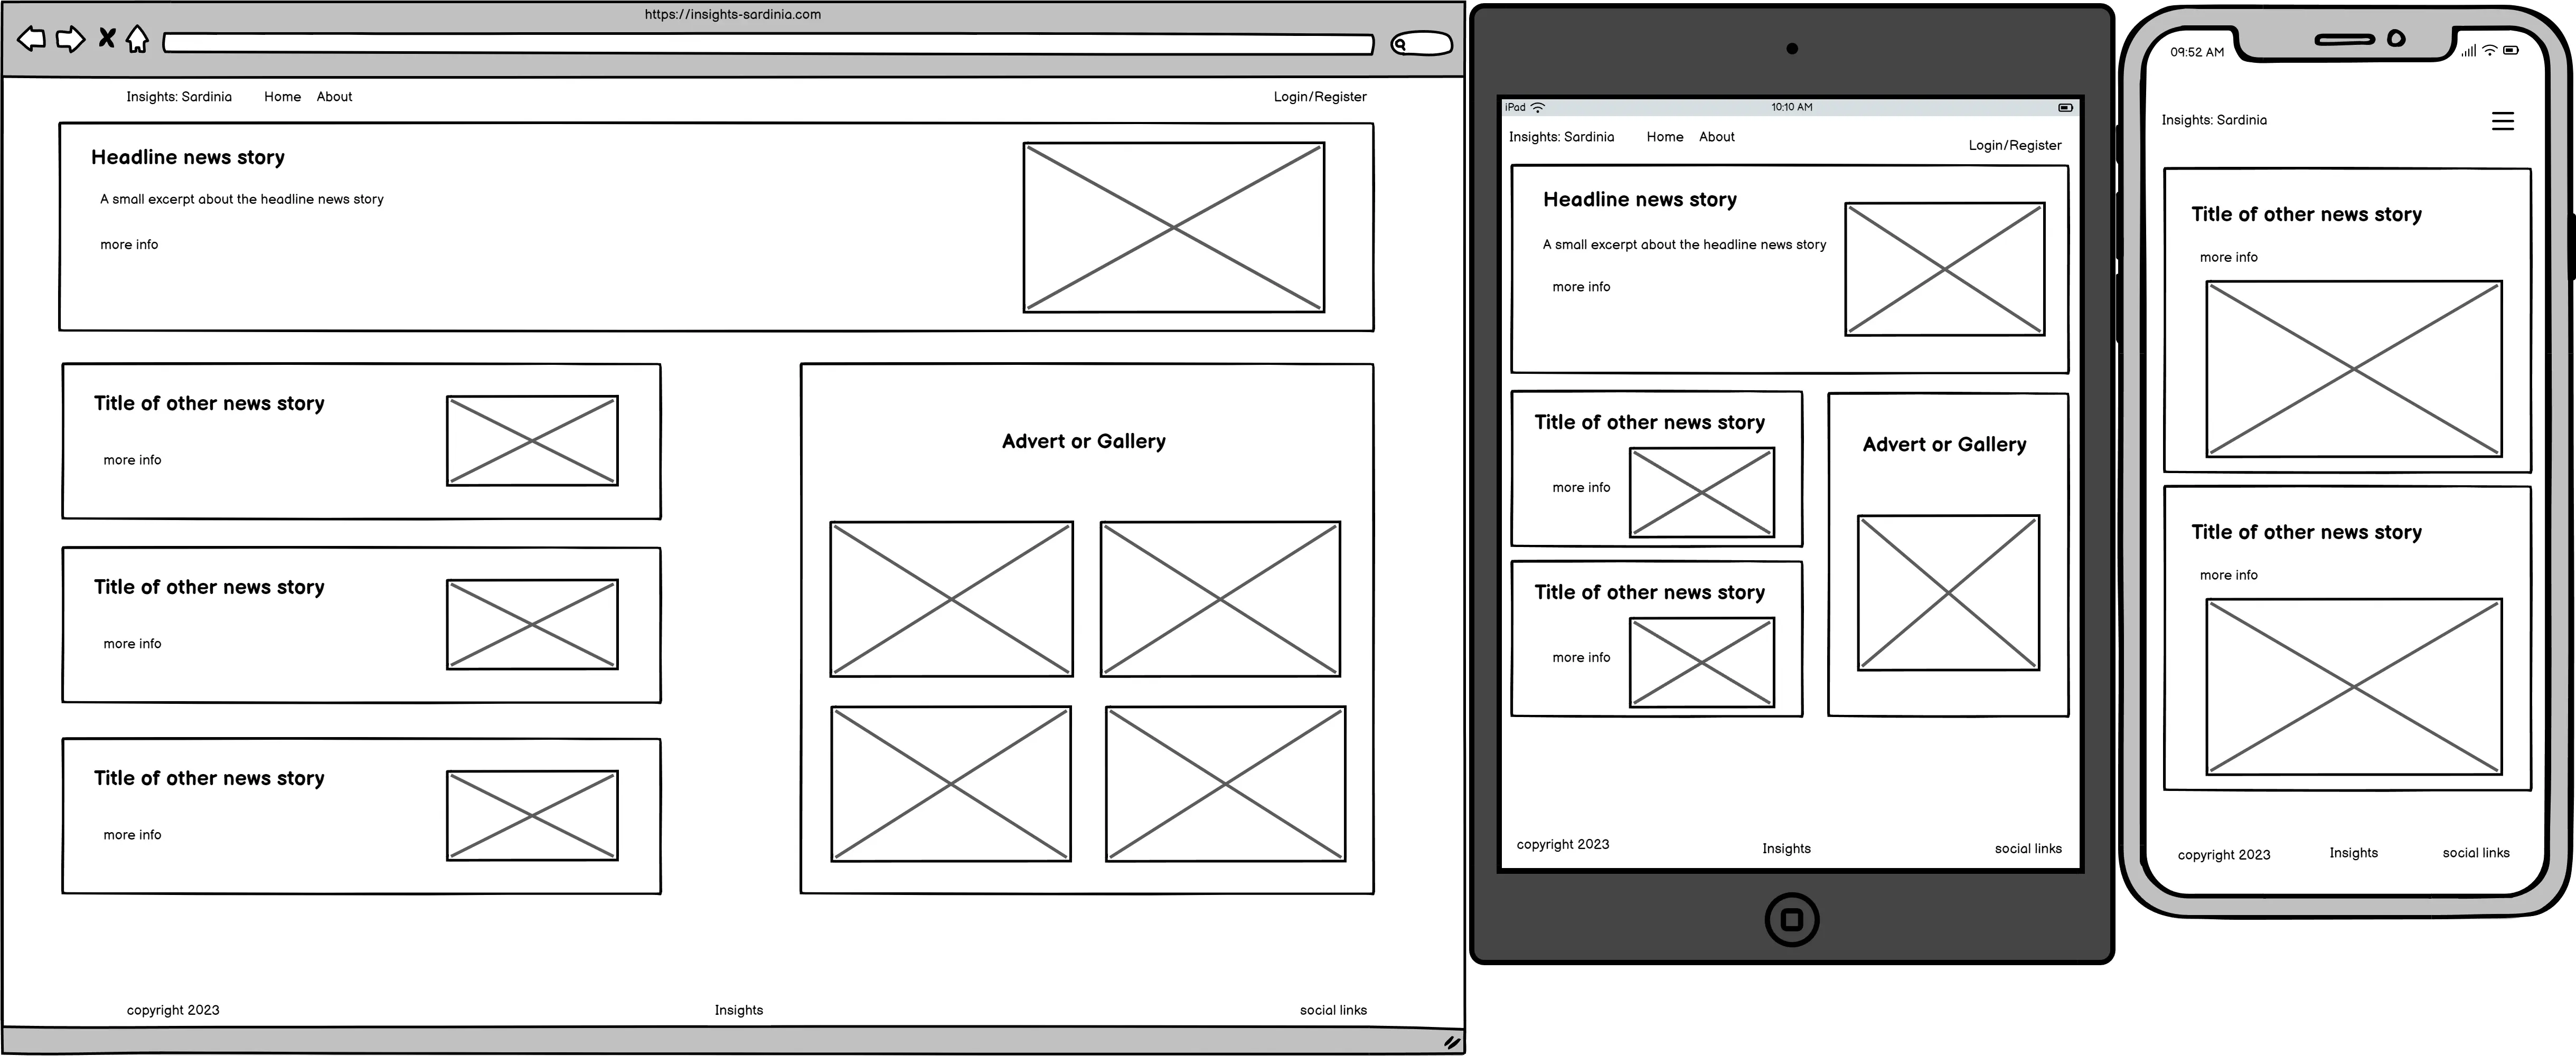 https://insights-sardinia.com
Insights: Sardinia Home About Login/Register
Headline news story
A small excerpt about the headline news story
more info
Title of other news story
more info
Title of other news story
more info
Title of other news story
more info
Advert or Gallery
copyright 2023 Insights social links
iPad 10:10 AM
Insights: Sardinia Home About Login/Register
Headline news story
A small excerpt about the headline news story
more info
Title of other news story
more info
Title of other news story
more info
Advert or Gallery
copyright 2023 Insights social links
09:52 AM
Insights: Sardinia
Title of other news story
more info
Title of other news story
more info
copyright 2023 Insights social links